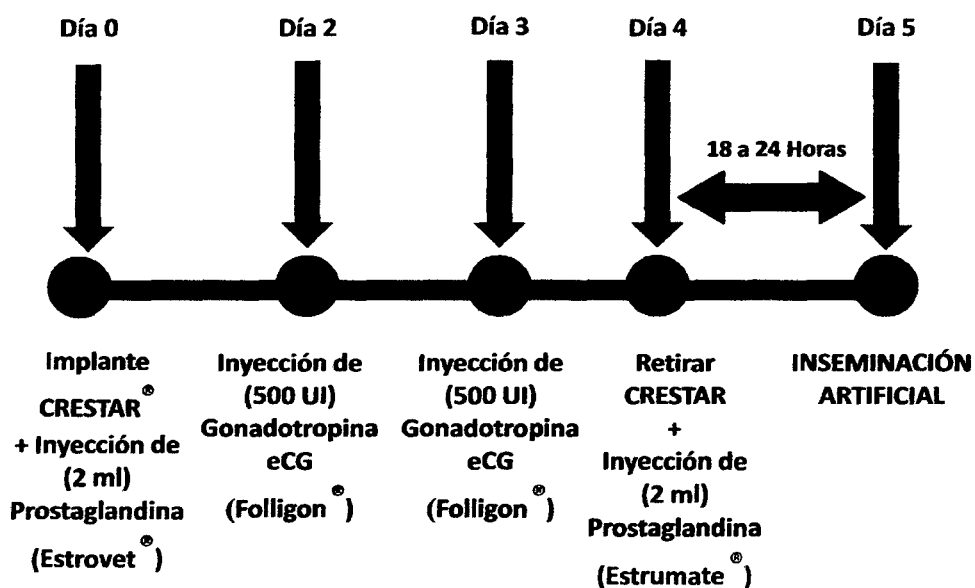 Día 0
Día 2
Día 3
Día 4
Día 5
18 a 24 Horas
Implante
CRESTAR®
+ Inyección de
(2 ml)
Prostaglandina
(Estrovet®)
Inyección de
(500 UI)
Gonadotropina
eCG
(Folligon®)
Inyección de
(500 UI)
Gonadotropina
eCG
(Folligon®)
Retirar
CRESTAR
+
Inyección de
(2 ml)
Prostaglandina
(Estrumate®)
INSEMINACIÓN
ARTIFICIAL